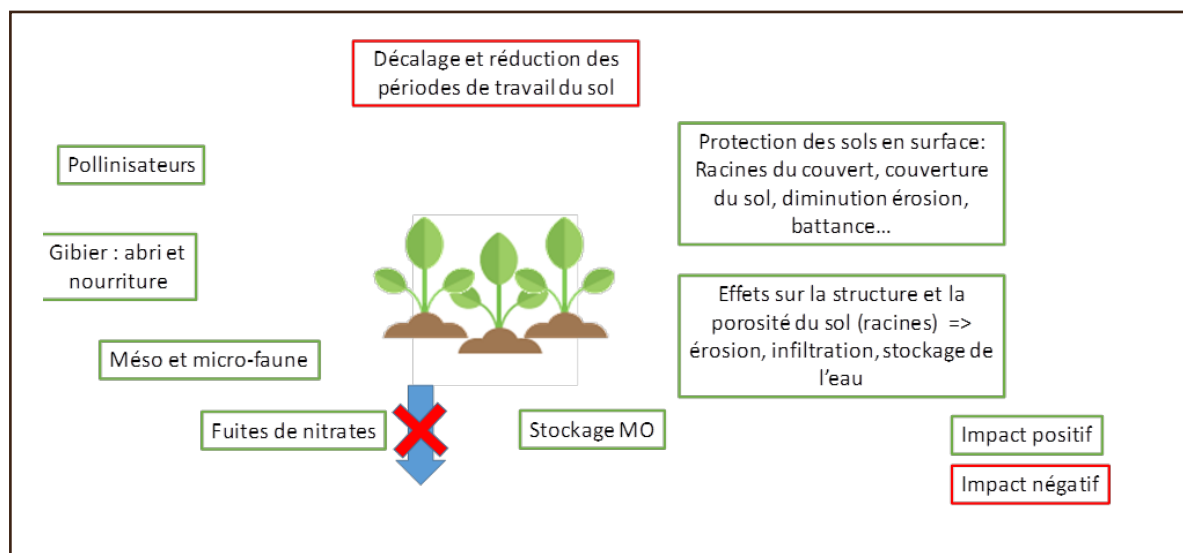 Décalage et réduction des
périodes de travail du sol
Pollinisateurs
Protection des sols en surface:
Racines du couvert, couverture
du sol, diminution érosion,
battance...
Gibier : abri et
nourriture
Effets sur la structure et la
porosité du sol (racines) =>
érosion, infiltration, stockage de
l'eau
Méso et micro-faune
Fuites de nitrates
Stockage MO
Impact positif
Impact négatif